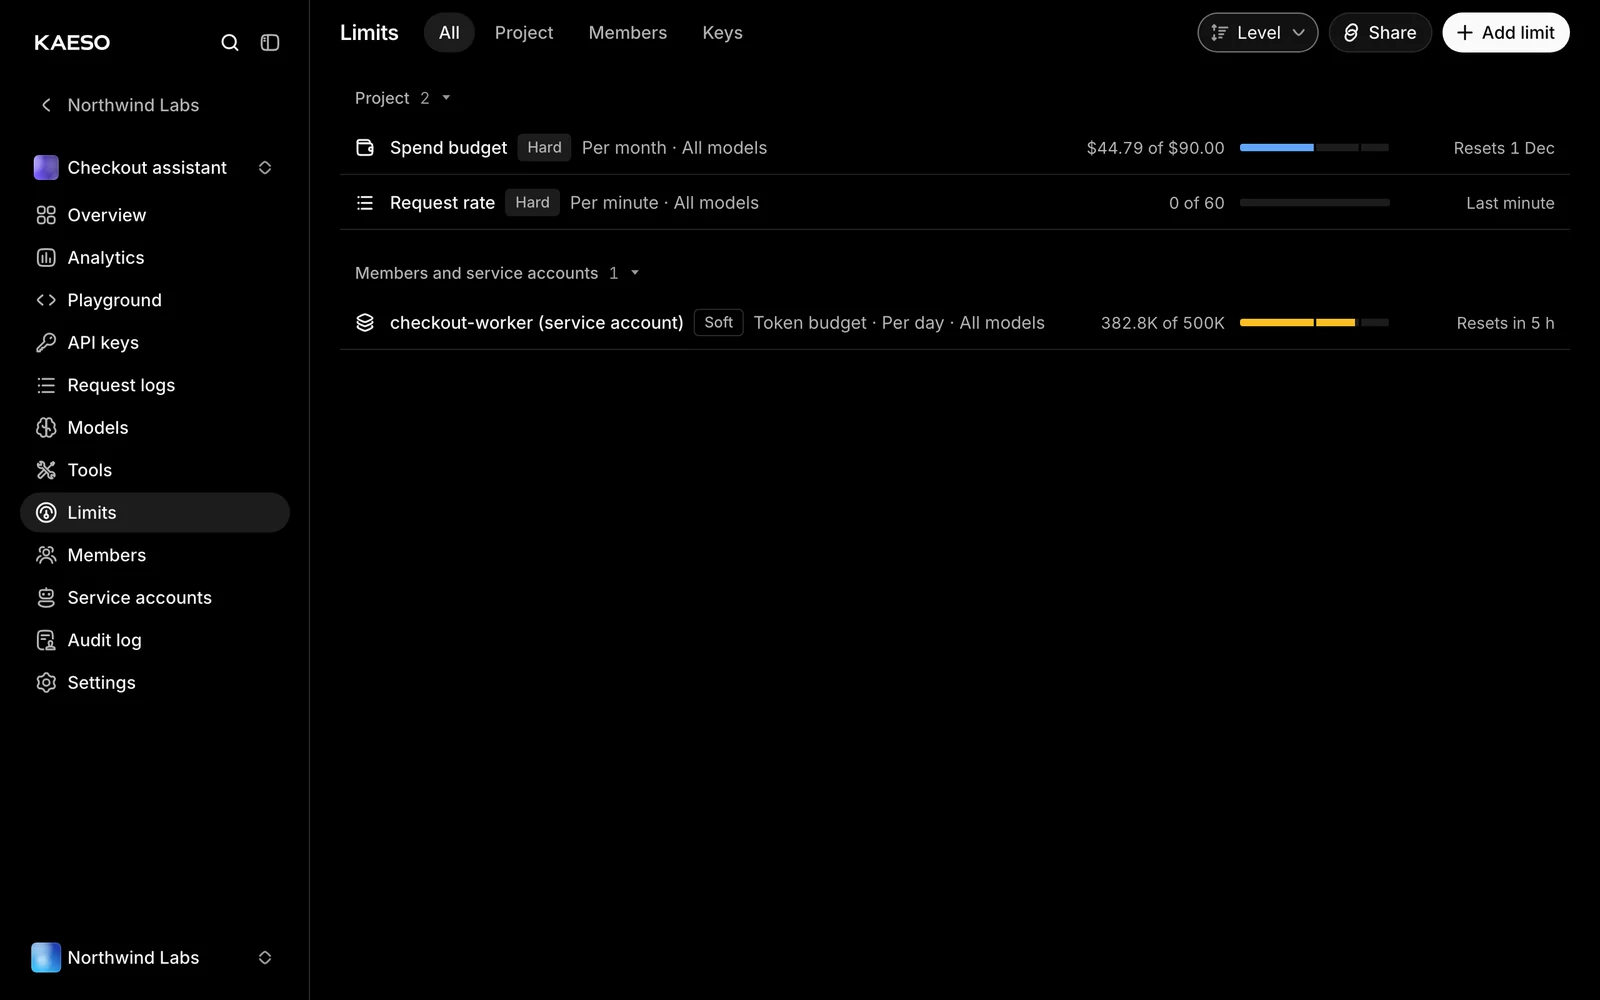 KAESO
Northwind Labs
Checkout assistant
Overview
Analytics
Playground
API keys
Request logs
Models
Tools
Limits
Members
Service accounts
Audit log
Settings
Northwind Labs
Limits All Project Members Keys Level Share Add limit
Project 2
Spend budget Hard Per month · All models $44.79 of $90.00 Resets 1 Dec
Request rate Hard Per minute · All models 0 of 60 Last minute
Members and service accounts 1
checkout-worker (service account) Soft Token budget · Per day · All models 382.8K of 500K Resets in 5 h